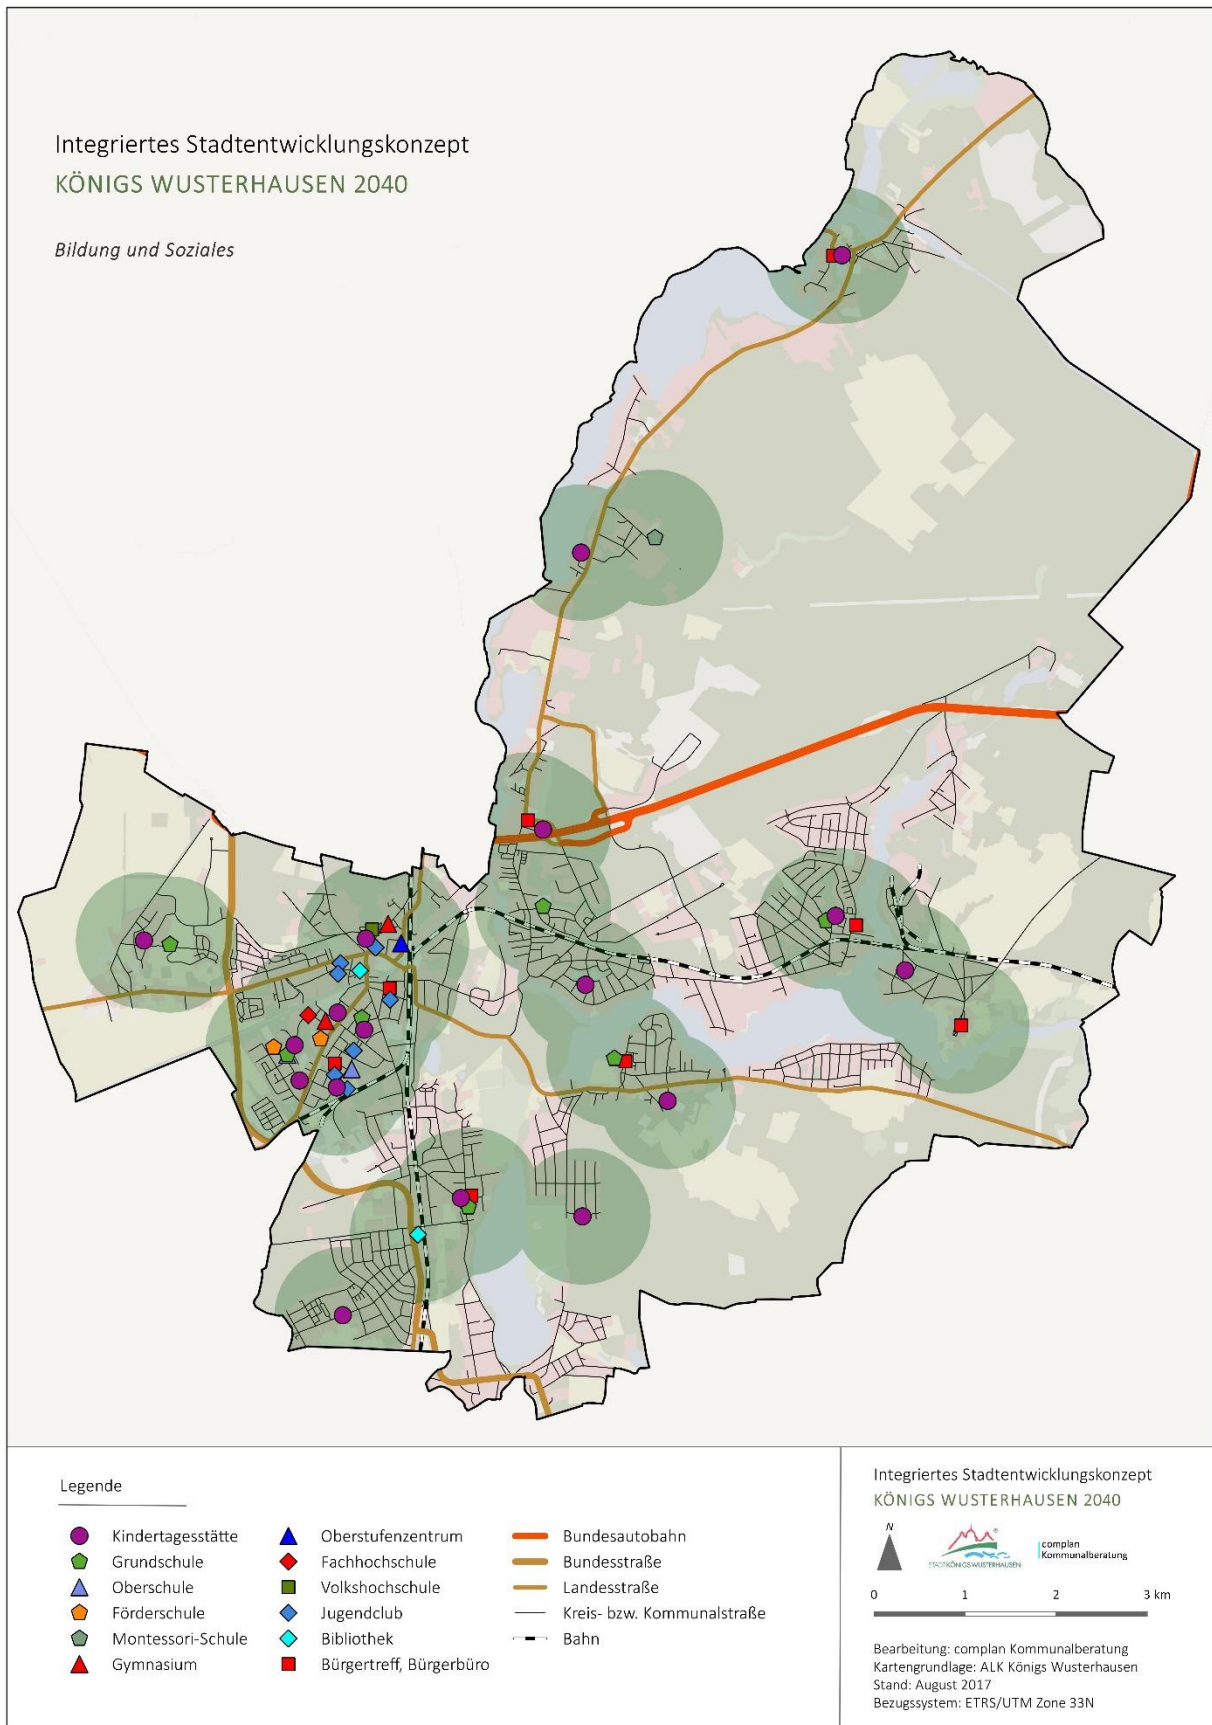 Integriertes Stadtentwicklungskonzept
KÖNIGS WUSTERHAUSEN 2040
Bildung und Soziales
Legende
Kindertagesstätte
Grundschule
Oberschule
Förderschule
Montessori-Schule
Gymnasium
Oberstufenzentrum
Fachhochschule
Volkshochschule
Jugendclub
Bibliothek
Bürgertreff, Bürgerbüro
Bundesautobahn
Bundesstraße
Landesstraße
Kreis- bzw. Kommunalstraße
Bahn
Integriertes Stadtentwicklungskonzept
KÖNIGS WUSTERHAUSEN 2040
N
STADT KÖNIGS WUSTERHAUSEN
complan
Kommunalberatung
0 1 2 3 km
Bearbeitung: complan Kommunalberatung
Kartengrundlage: ALK Königs Wusterhausen
Stand: August 2017
Bezugssystem: ETRS/UTM Zone 33N